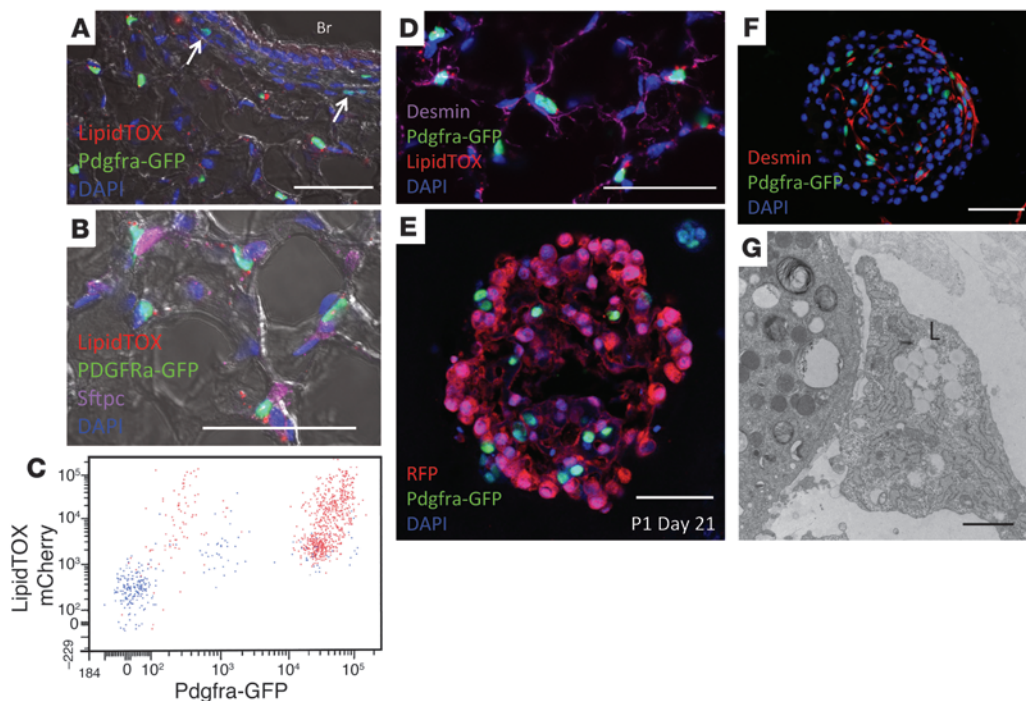 A
Br
LipidTOX
Pdgfra-GFP
DAPI
B
LipidTOX
PDGFRa-GFP
Sftpc
DAPI
C
LipidTOX
mCherry
10⁵
10⁴
10³
10²
0
−229
184
0
10²
10³
10⁴
10⁵
Pdgfra-GFP
D
Desmin
Pdgfra-GFP
LipidTOX
DAPI
E
RFP
Pdgfra-GFP
DAPI
P1 Day 21
F
Desmin
Pdgfra-GFP
DAPI
G
L